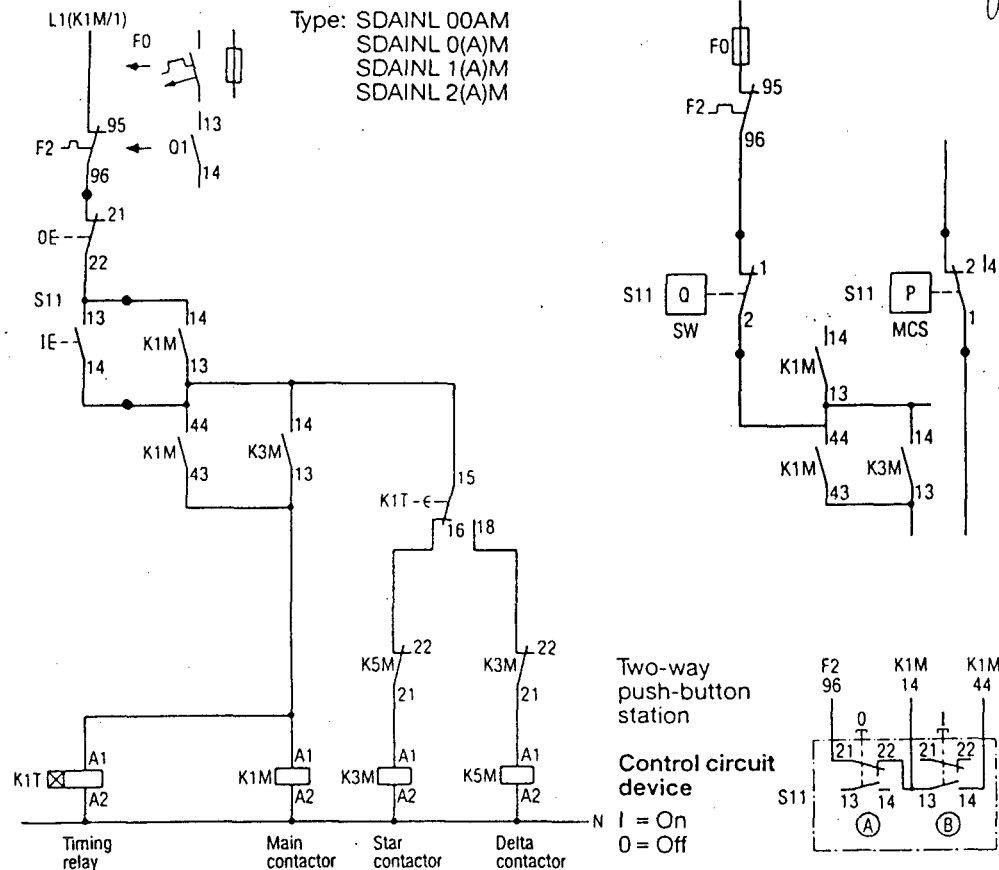 L1(K1M/1)
Type: SDAINL 00AM
SDAINL 0(A)M
SDAINL 1(A)M
SDAINL 2(A)M
F0
13
Q1
14
95
F2
96
21
0E
22
S11
13
14
IE
K1M
14
13
44
14
K1M
K3M
43
13
15
K1T
16
18
22
K5M
21
22
K3M
21
A1
K1T
A2
A1
K1M
A2
A1
K3M
A2
A1
K5M
A2
N
Timing relay
Main contactor
Star contactor
Delta contactor
F0
95
F2
96
S11
Q
1
SW
2
S11
P
2
14
MCS
1
14
K1M
13
44
14
K1M
K3M
43
13
Two-way
push-button
station
Control circuit
device
I = On
0 = Off
F2
K1M
K1M
96
14
44
0
I
21
22
21
22
S11
13
14
13
14
A
B